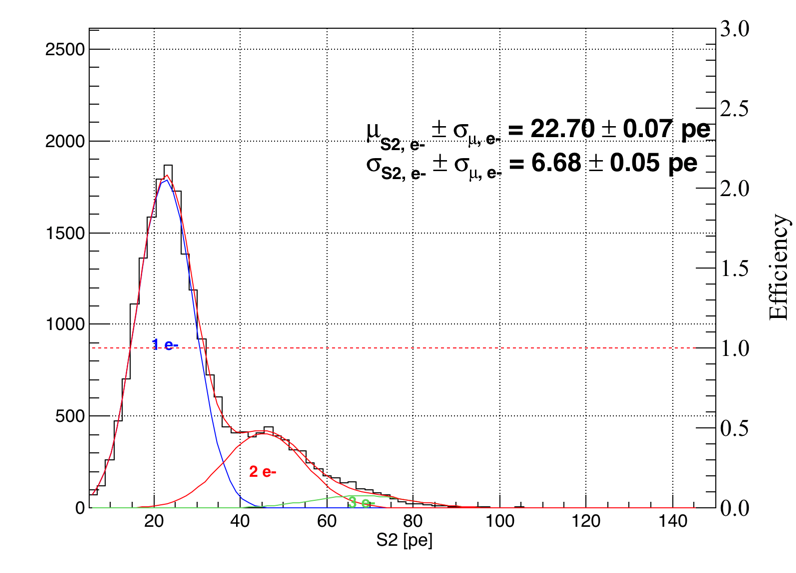 3.0
2500
2.5
μS2, e- ± σμ, e- = 22.70 ± 0.07 pe
2000
σS2, e- ± σμ, e- = 6.68 ± 0.05 pe
2.0
1500
1.5
Efficiency
1000
1 e-
1.0
500
0.5
2 e-
3 e-
0
0.0
20 40 60 80 100 120 140
S2 [pe]